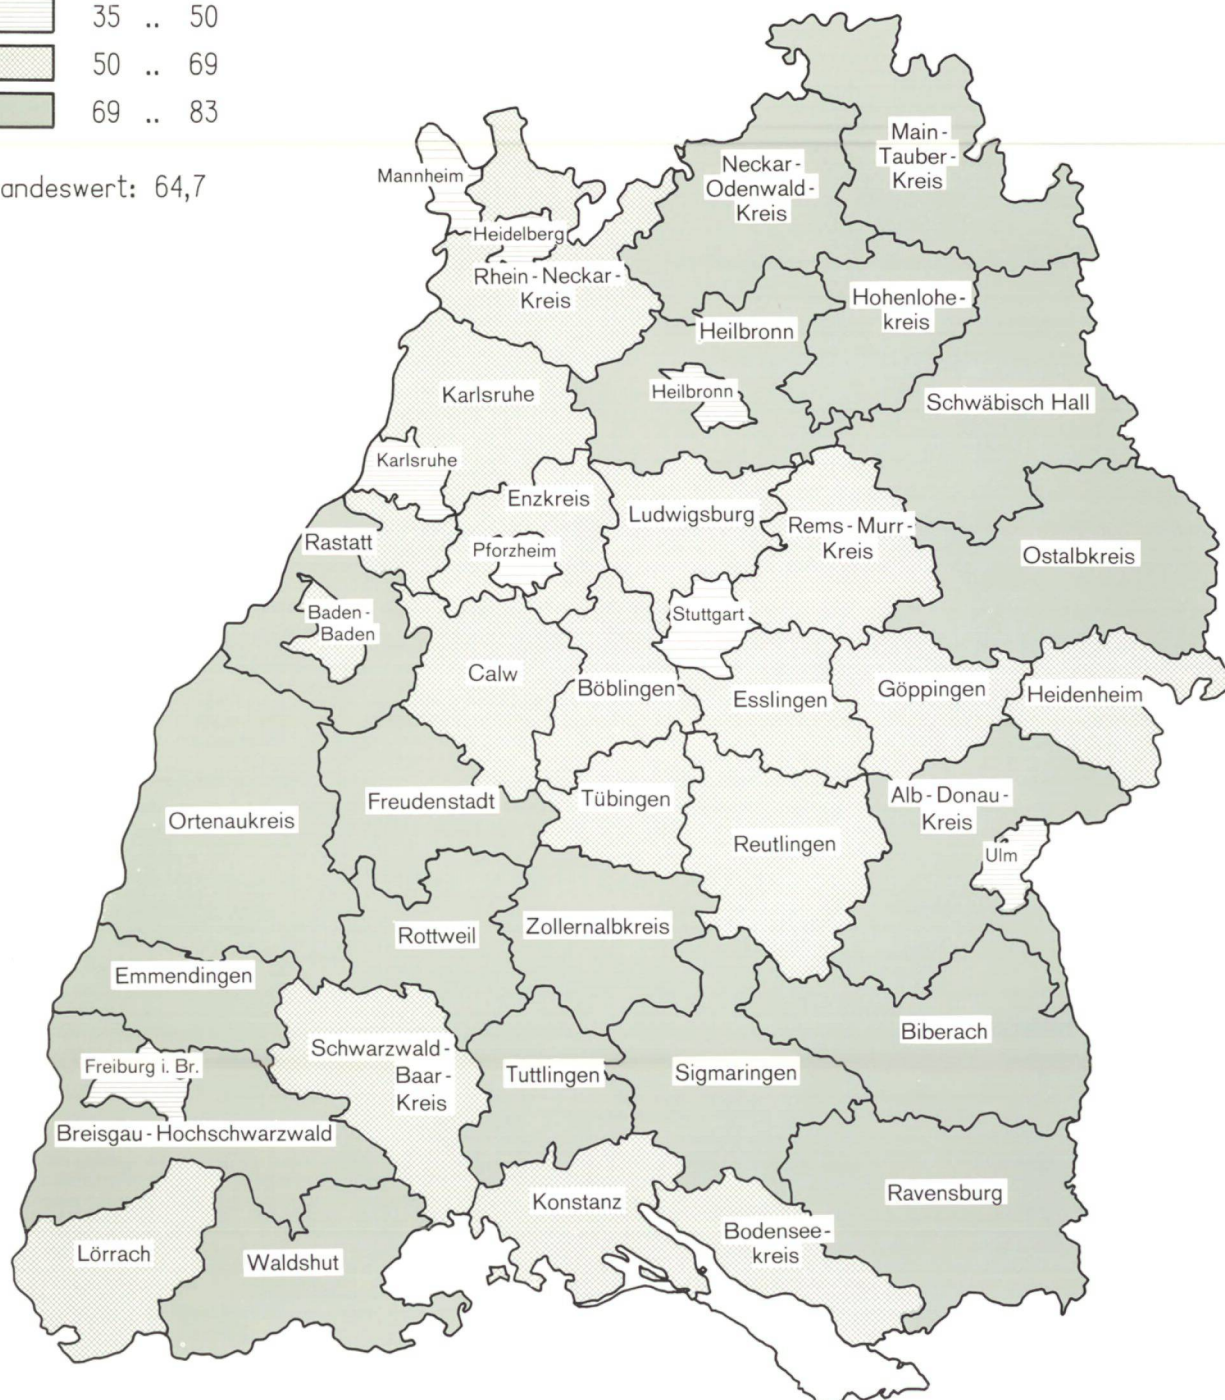 35 .. 50
50 .. 69
69 .. 83
andeswert: 64,7
Main-
Tauber-
Kreis
Neckar-
Odenwald-
Kreis
Mannheim
Heidelberg
Rhein-Neckar-
Kreis
Hohenlohe-
kreis
Heilbronn
Heilbronn
Karlsruhe
Schwäbisch Hall
Karlsruhe
Enzkreis
Ludwigsburg
Rems-Murr-
Kreis
Rastatt
Pforzheim
Ostalbkreis
Baden-
Baden
Stuttgart
Calw
Böblingen
Esslingen
Göppingen
Heidenheim
Ortenaukreis
Freudenstadt
Tübingen
Reutlingen
Alb-Donau-
Kreis
Ulm
Rottweil
Zollernalbkreis
Emmendingen
Biberach
Freiburg i. Br.
Schwarzwald-
Baar-
Kreis
Tuttlingen
Sigmaringen
Breisgau-Hochschwarzwald
Konstanz
Ravensburg
Bodensee-
kreis
Lörrach
Waldshut